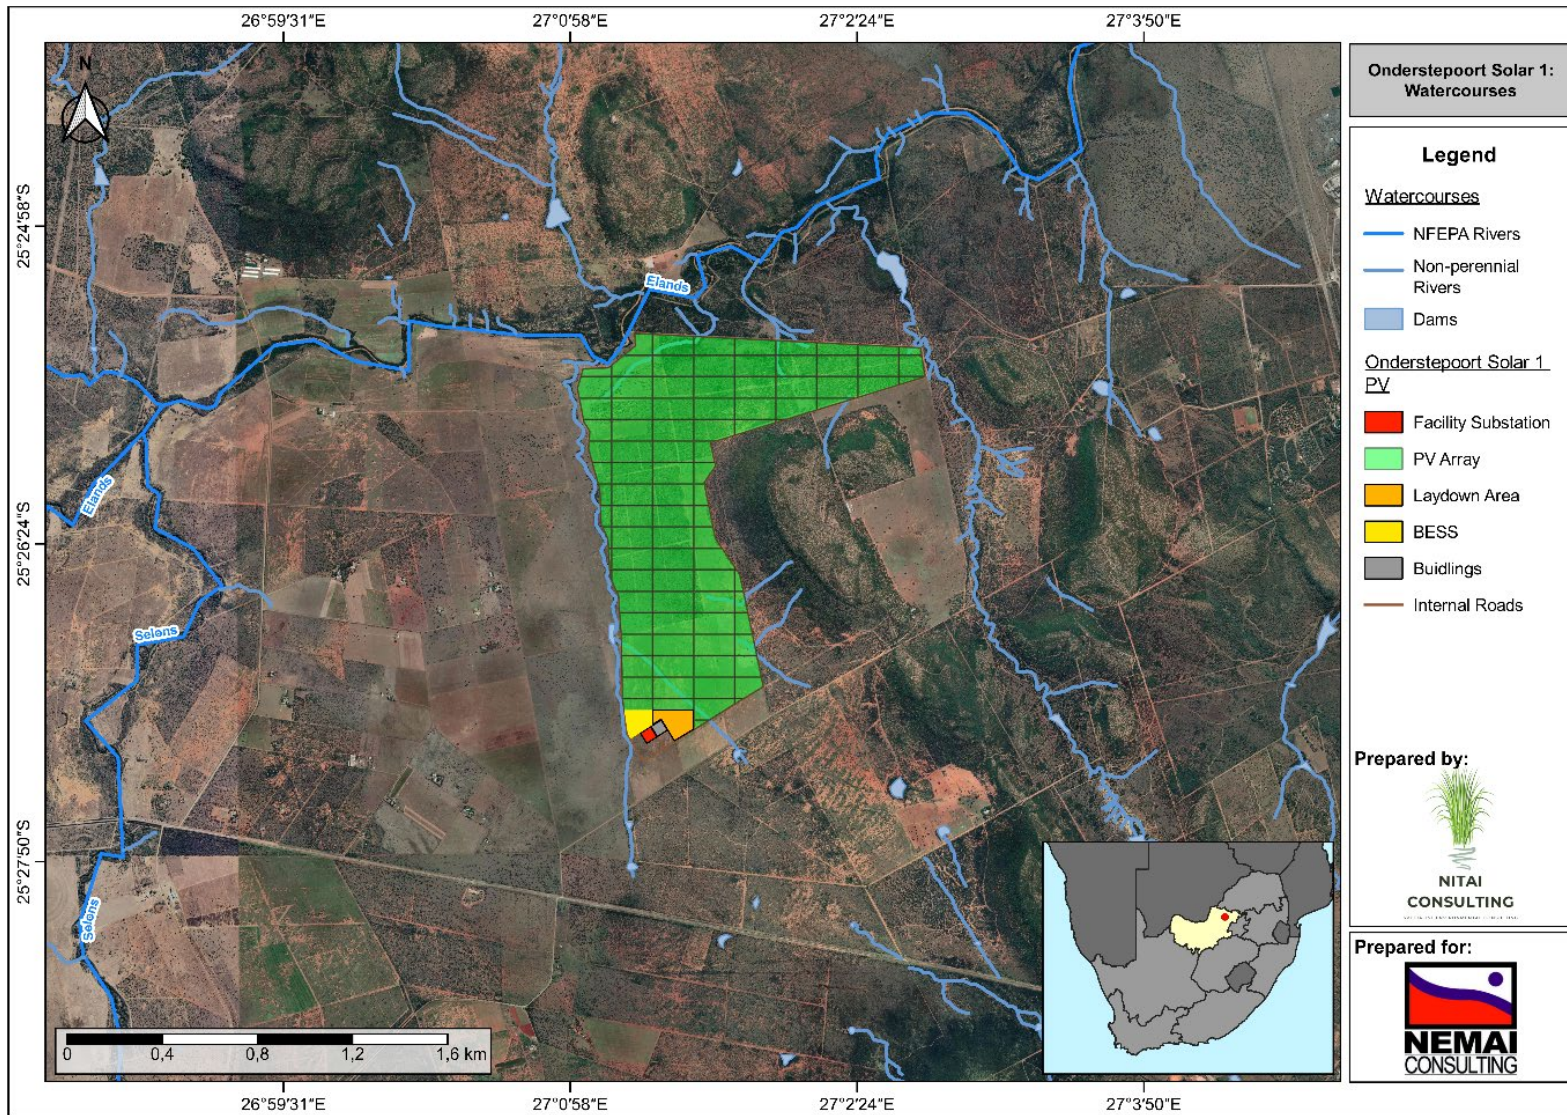 26°59'31"E
27°0'58"E
27°2'24"E
27°3'50"E
25°24'58"S
25°26'24"S
25°27'50"S
N
Elands
Elands
Selons
Selons
0
0,4
0,8
1,2
1,6 km
26°59'31"E
27°0'58"E
27°2'24"E
27°3'50"E
Onderstepoort Solar 1:
Watercourses
Legend
Watercourses
NFEPA Rivers
Non-perennial
Rivers
Dams
Onderstepoort Solar 1
PV
Facility Substation
PV Array
Laydown Area
BESS
Buidlings
Internal Roads
Prepared by:
NITAI
CONSULTING
Prepared for:
NEMAI
CONSULTING